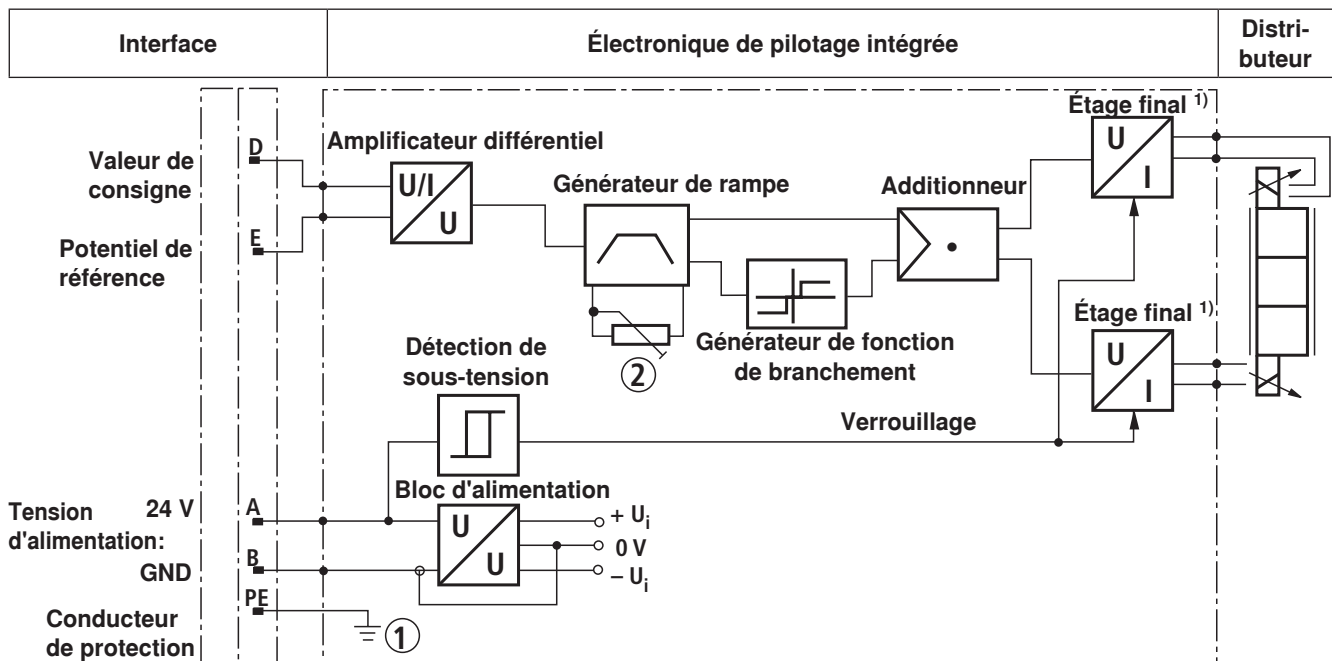 Interface
Électronique de pilotage intégrée
Distri-
buteur
Étage final 1)
Amplificateur différentiel
D
Valeur de
consigne
U/I
U
Générateur de rampe
Additionneur
U
I
E
Potentiel de
référence
Étage final 1)
Détection de
sous-tension
2
Générateur de fonction
de branchement
U
I
Verrouillage
Bloc d'alimentation
Tension
d'alimentation:
24 V
A
U
U
+ Ui
0 V
– Ui
GND
B
PE
Conducteur
de protection
1